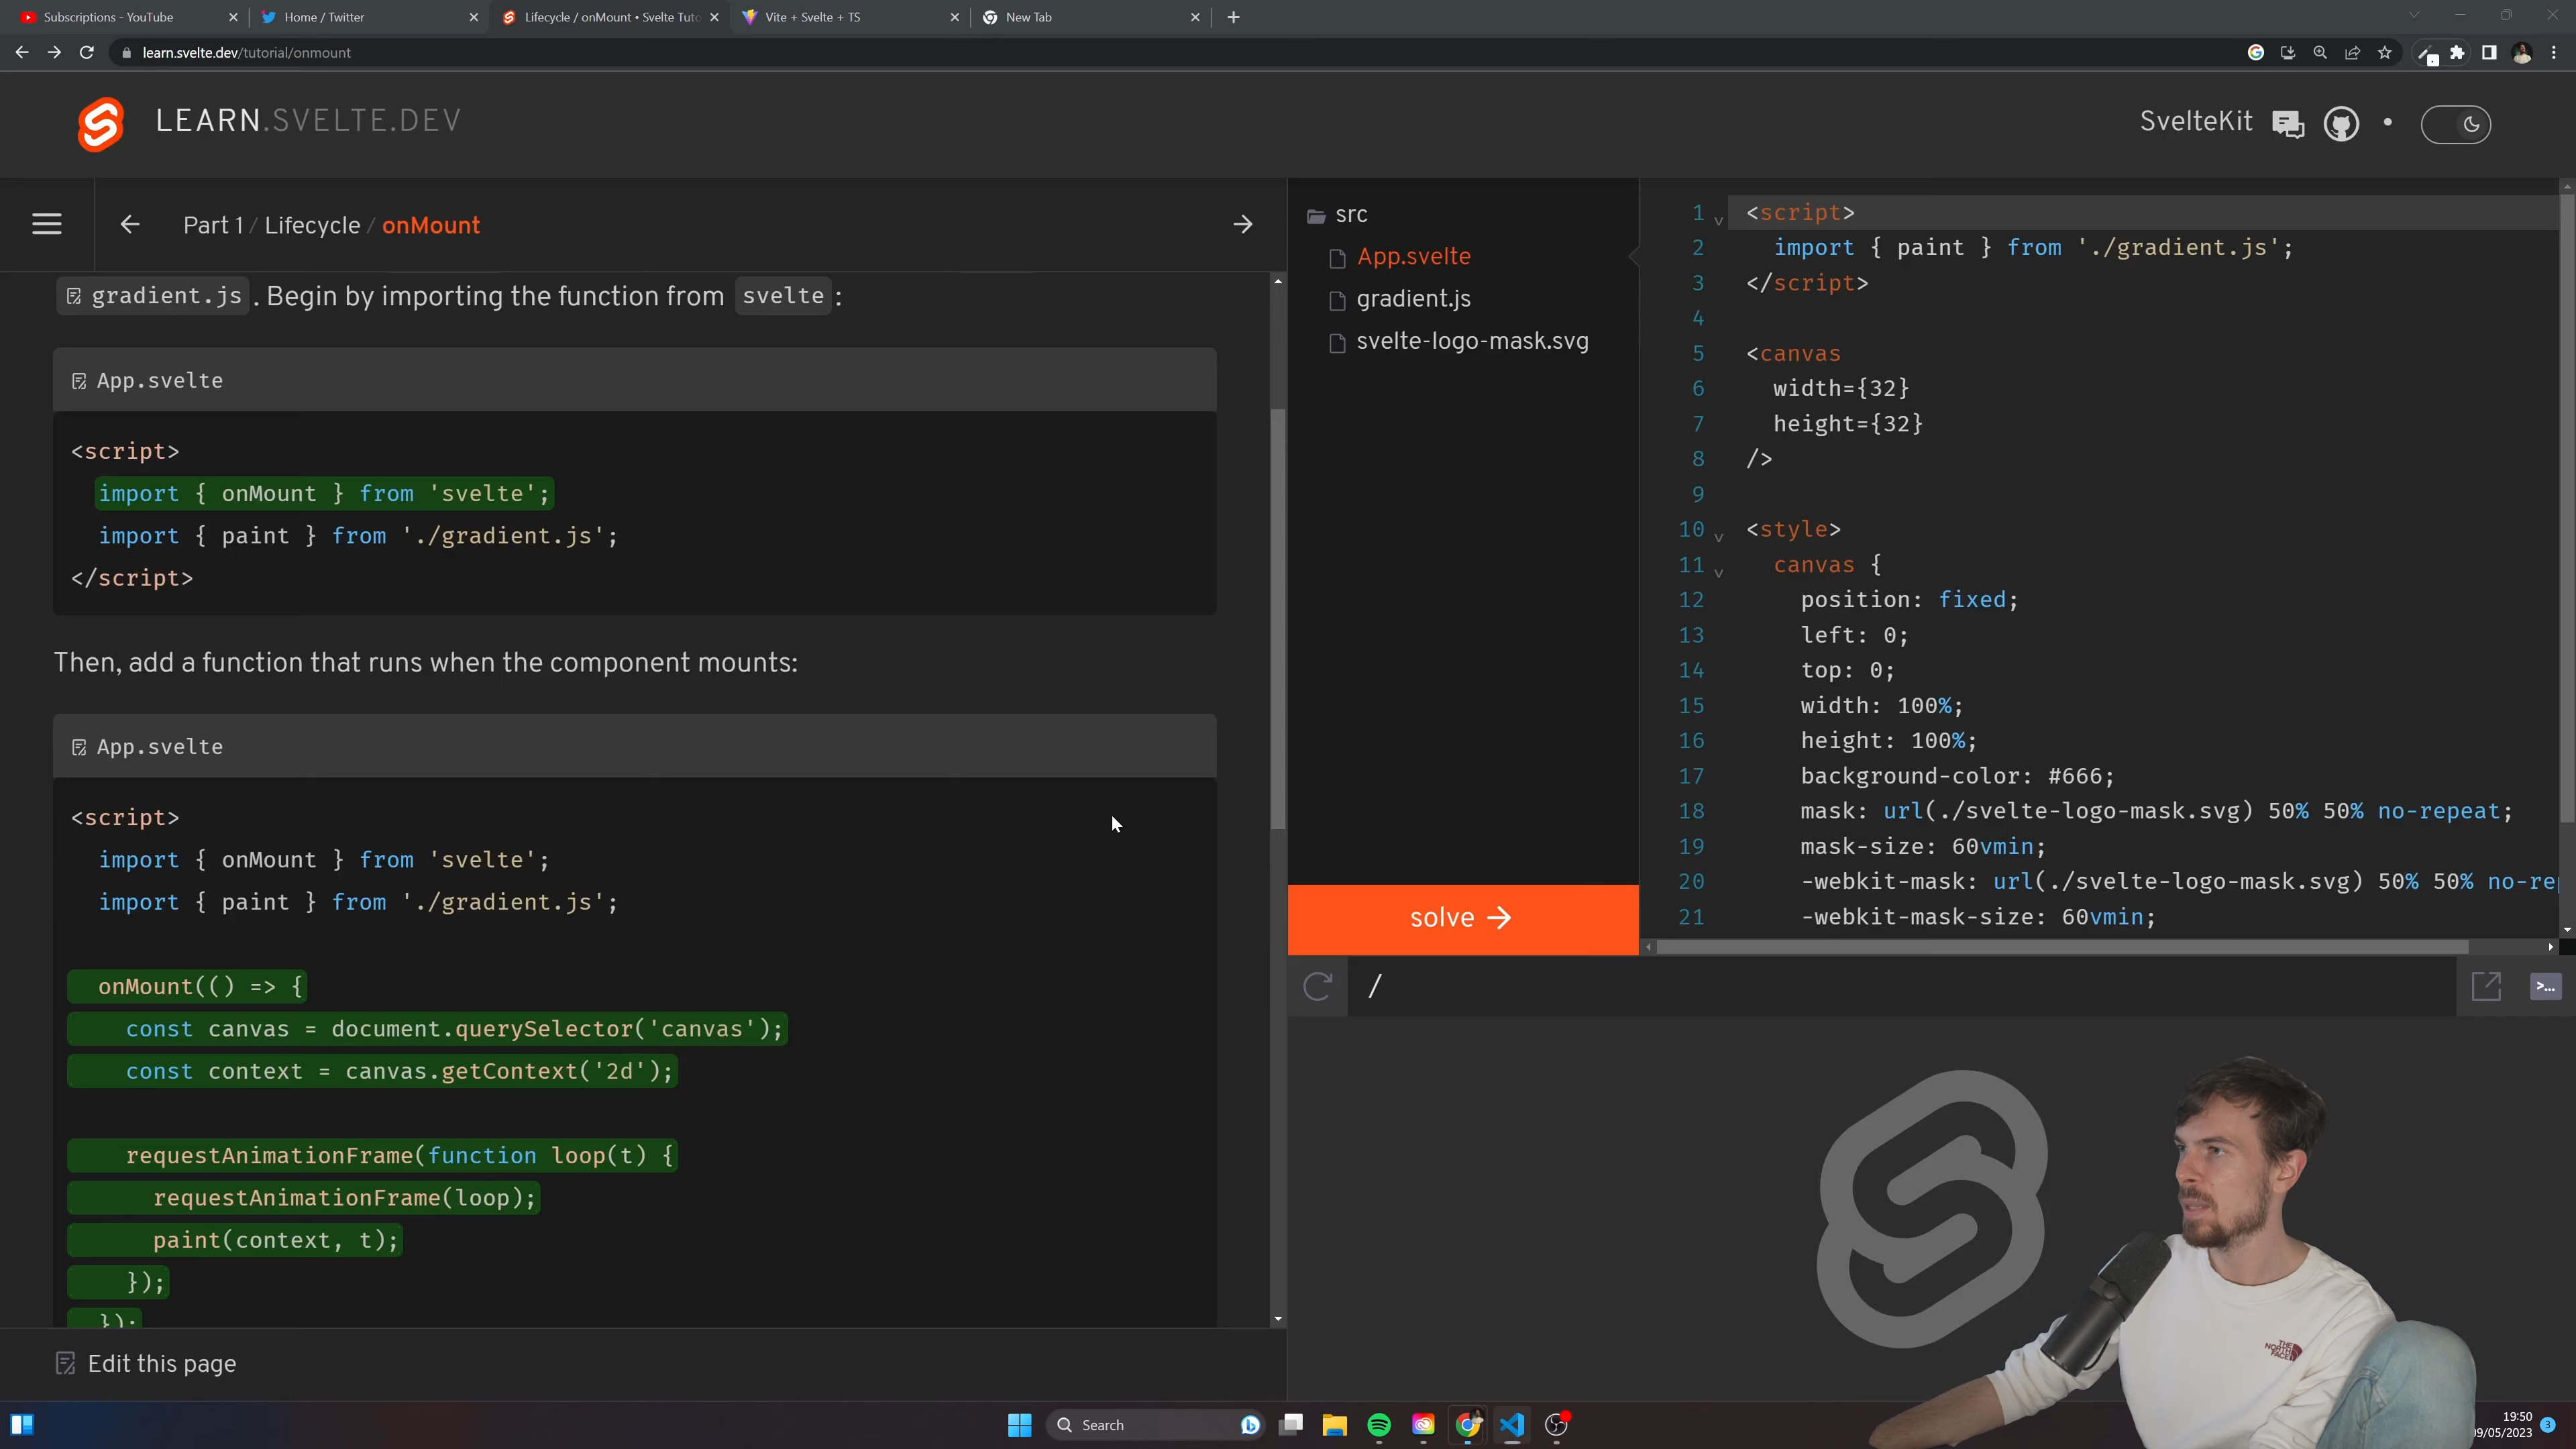 Subscriptions - YouTube
Home / Twitter
Lifecycle / onMount • Svelte Tuto
Vite + Svelte + TS
New Tab
learn.svelte.dev/tutorial/onmount
LEARN.SVELTE.DEV
SvelteKit
Part 1 / Lifecycle / onMount
gradient.js . Begin by importing the function from svelte :
App.svelte
<script>
import { onMount } from 'svelte';
import { paint } from './gradient.js';
</script>
Then, add a function that runs when the component mounts:
App.svelte
<script>
import { onMount } from 'svelte';
import { paint } from './gradient.js';
onMount(() => {
const canvas = document.querySelector('canvas');
const context = canvas.getContext('2d');
requestAnimationFrame(function loop(t) {
requestAnimationFrame(loop);
paint(context, t);
});
});
Edit this page
src
App.svelte
gradient.js
svelte-logo-mask.svg
solve →
1 <script>
2 import { paint } from './gradient.js';
3 </script>
4
5 <canvas
6 width={32}
7 height={32}
8 />
9
10 <style>
11 canvas {
12 position: fixed;
13 left: 0;
14 top: 0;
15 width: 100%;
16 height: 100%;
17 background-color: #666;
18 mask: url(./svelte-logo-mask.svg) 50% 50% no-repeat;
19 mask-size: 60vmin;
20 -webkit-mask: url(./svelte-logo-mask.svg) 50% 50% no-re
21 -webkit-mask-size: 60vmin;
/
>...
THE NORTH FACE
Search
19:50
9/05/2023
3